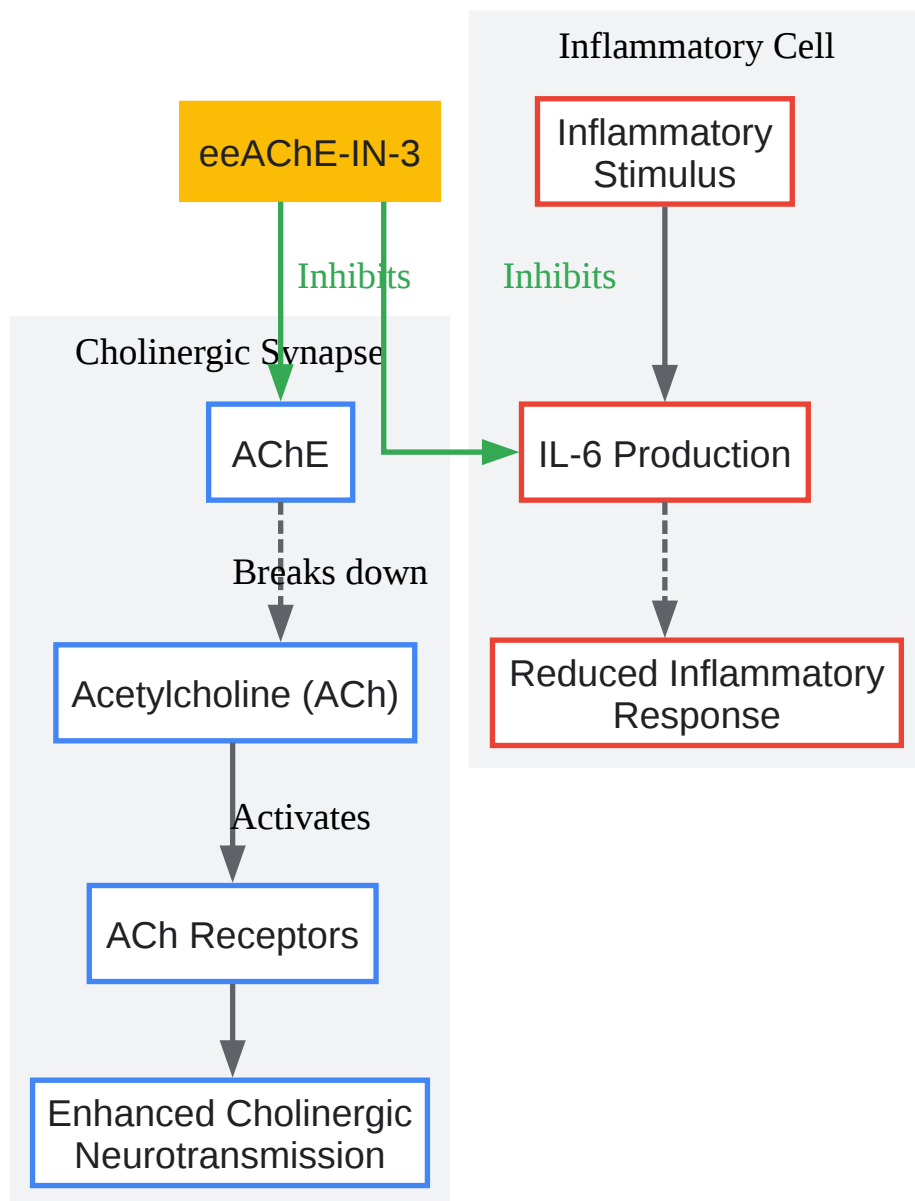 Inflammatory Cell
eeAChE-IN-3
Inflammatory
Stimulus
Inhibits
Inhibits
Cholinergic Synapse
AChE
IL-6 Production
Breaks down
Acetylcholine (ACh)
Reduced Inflammatory
Response
Activates
ACh Receptors
Enhanced Cholinergic
Neurotransmission